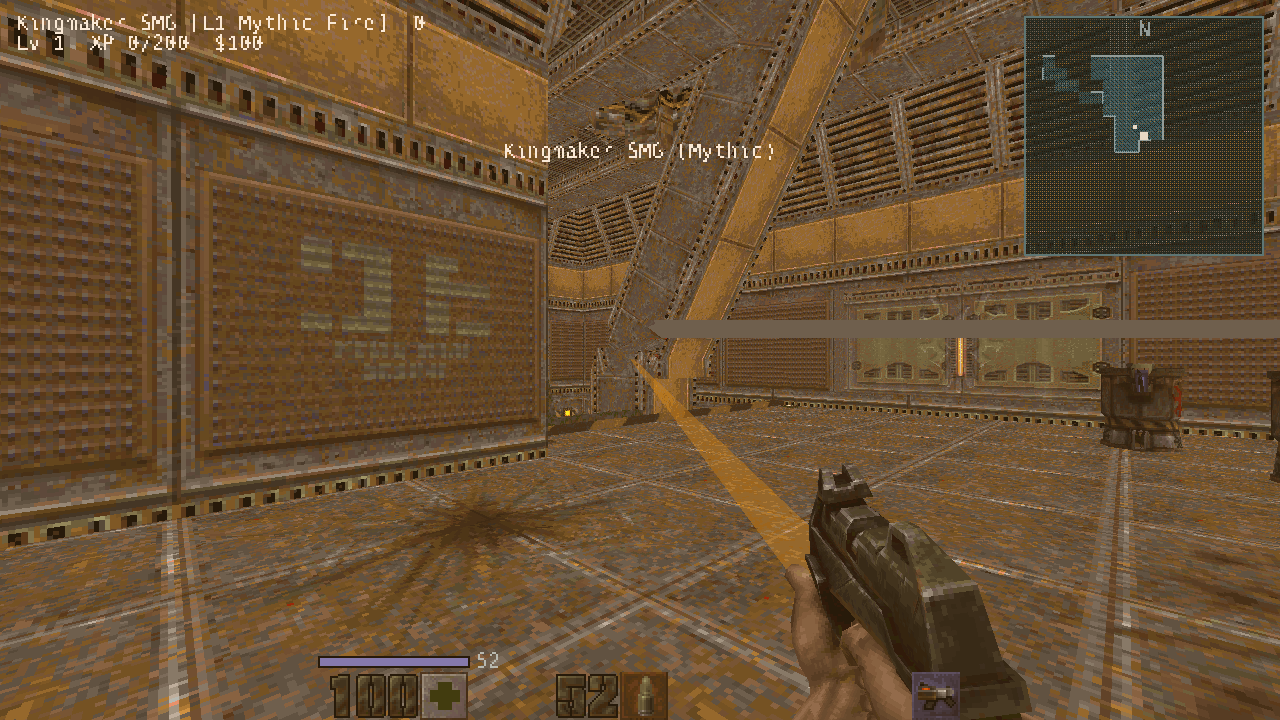 Kingmaker SMG [L1 Mythic Fire] 0
Lv 1 XP 0/200 $100
N
Kingmaker SMG (Mythic)
52
100
52